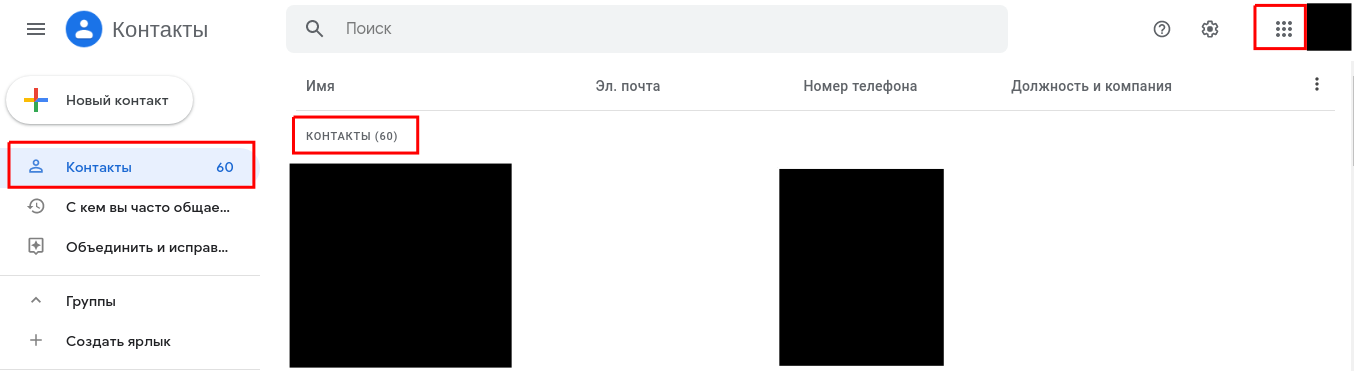 Контакты
Поиск
Новый контакт
Контакты 60
С кем вы часто общае...
Объединить и исправ...
Группы
Создать ярлык
Имя Эл. почта Номер телефона Должность и компания
КОНТАКТЫ (60)